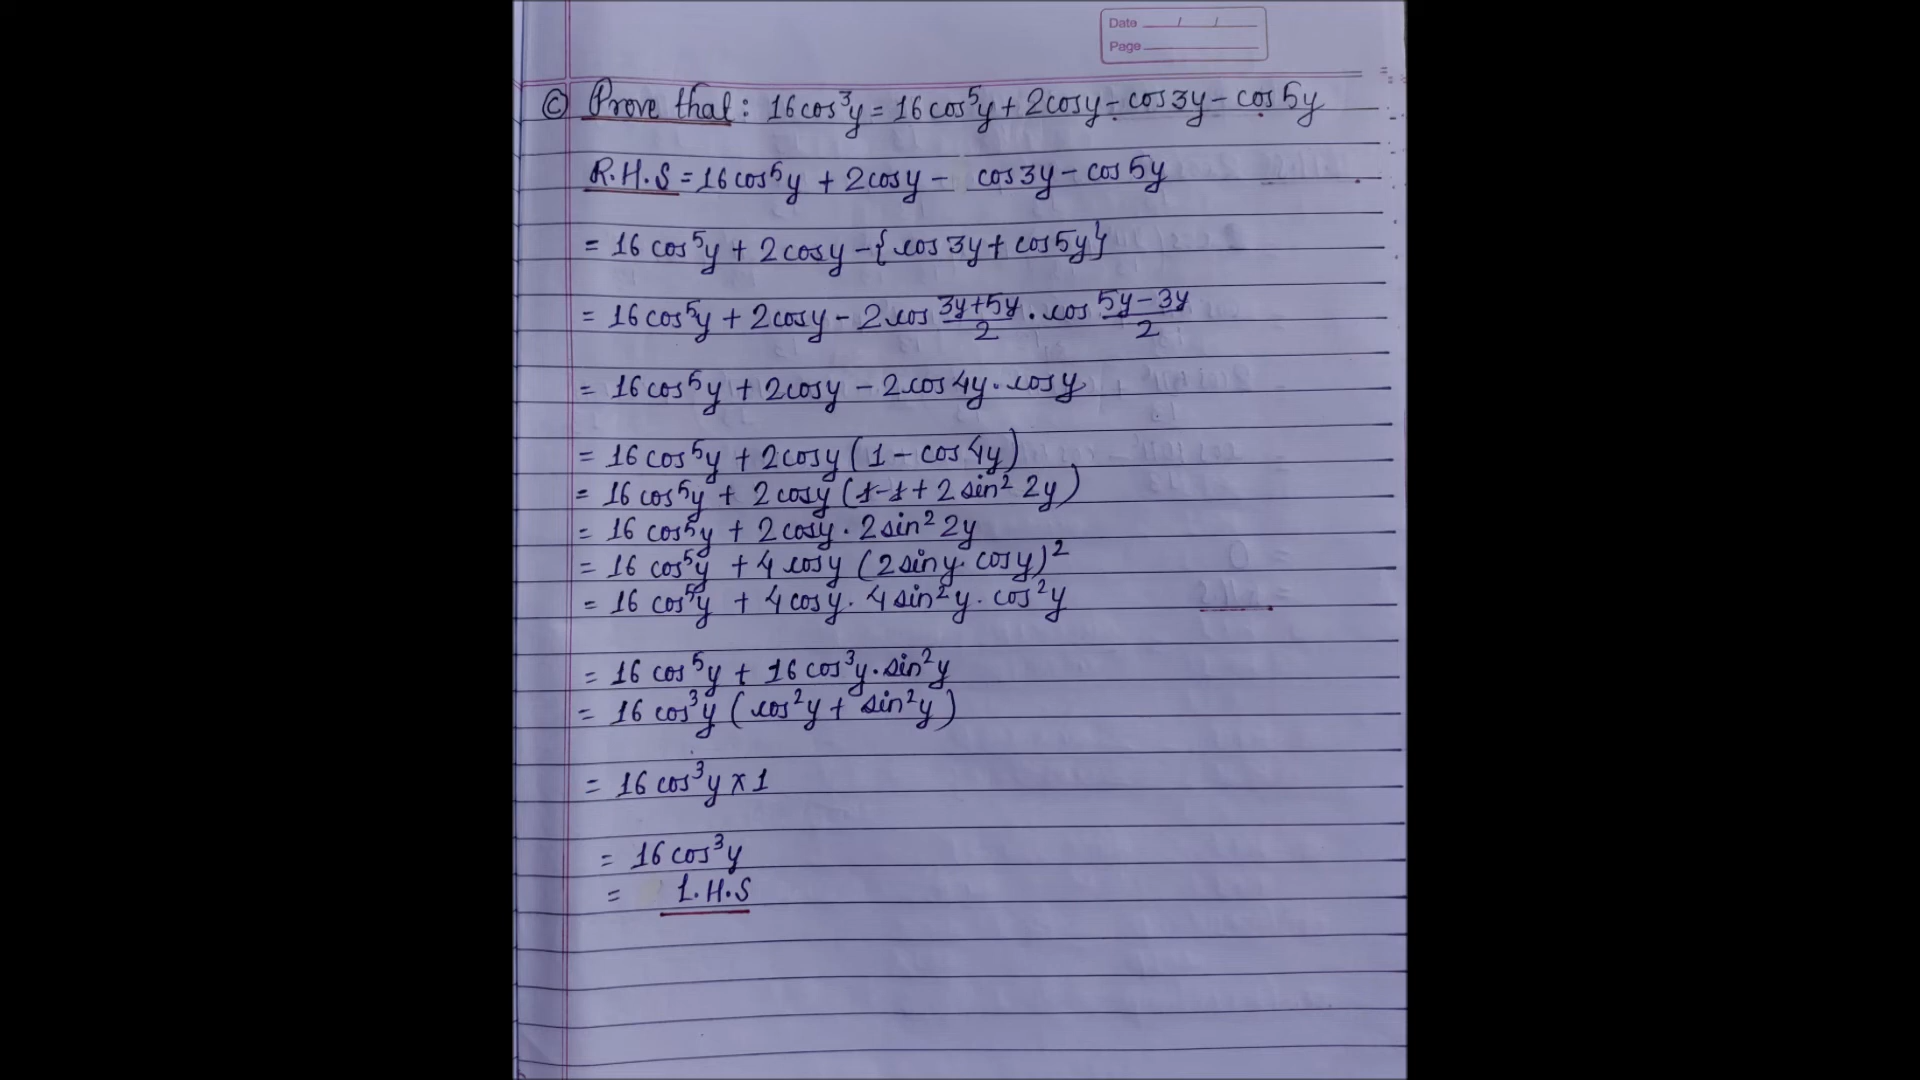 Date / /
Page
(c) Prove that: 16cos³y = 16cos⁵y + 2cosy - cos3y - cos5y
R.H.S = 16cos⁵y + 2cosy - cos3y - cos5y
= 16cos⁵y + 2cosy - {cos3y + cos5y}
= 16cos⁵y + 2cosy - 2cos (3y+5y)/2 . cos (5y-3y)/2
= 16cos⁵y + 2cosy - 2cos4y.cosy
= 16cos⁵y + 2cosy (1 - cos4y)
= 16cos⁵y + 2cosy (1-1+2sin²2y)
= 16cos⁵y + 2cosy.2sin²2y
= 16cos⁵y + 4cosy (2siny.cosy)²
= 16cos⁵y + 4cosy.4sin²y.cos²y
= 16cos⁵y + 16cos³y.sin²y
= 16cos³y (cos²y + sin²y)
= 16cos³y x 1
= 16cos³y
= L.H.S